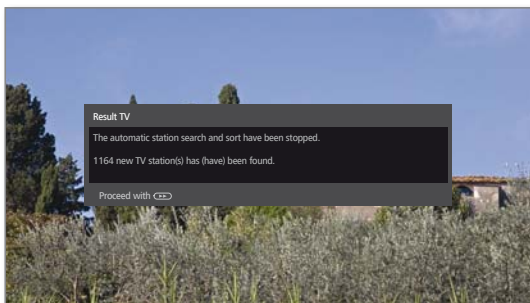 Result TV
The automatic station search and sort have been stopped.
1164 new TV station(s) has (have) been found.
Proceed with